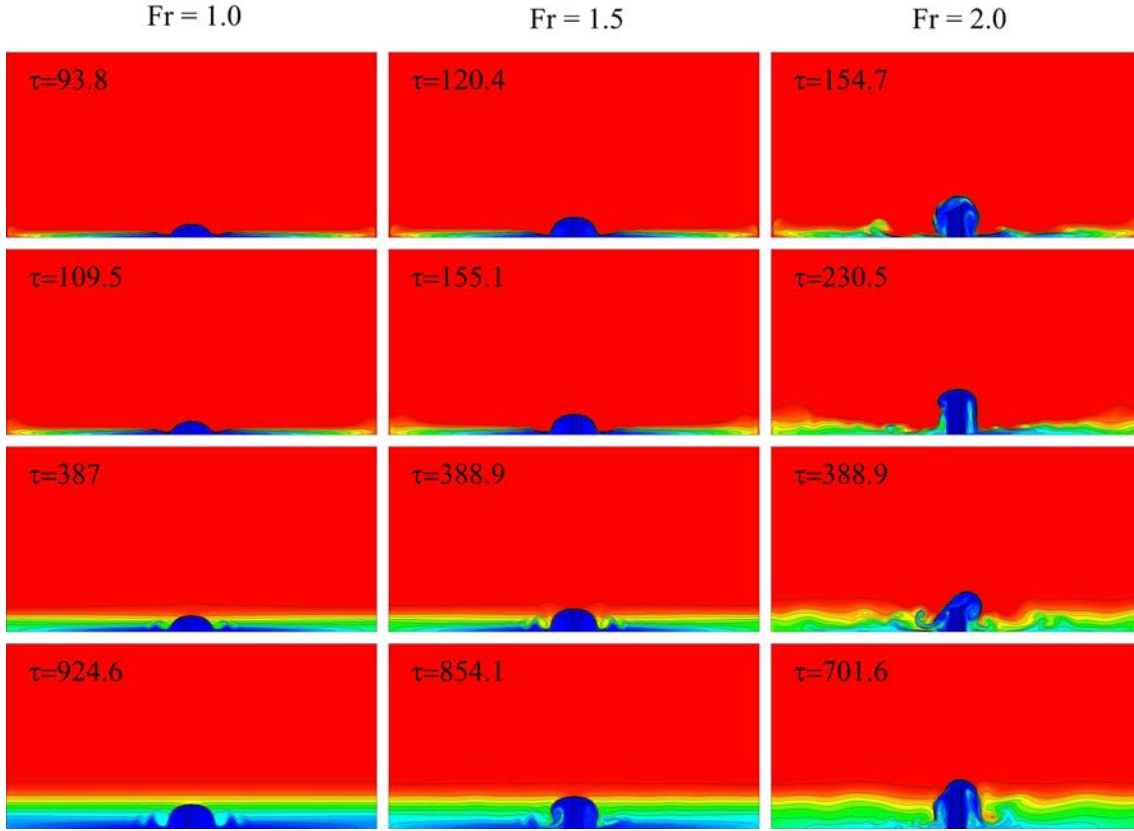 Fr = 1.0
Fr = 1.5
Fr = 2.0
τ=93.8
τ=120.4
τ=154.7
τ=109.5
τ=155.1
τ=230.5
τ=387
τ=388.9
τ=388.9
τ=924.6
τ=854.1
τ=701.6